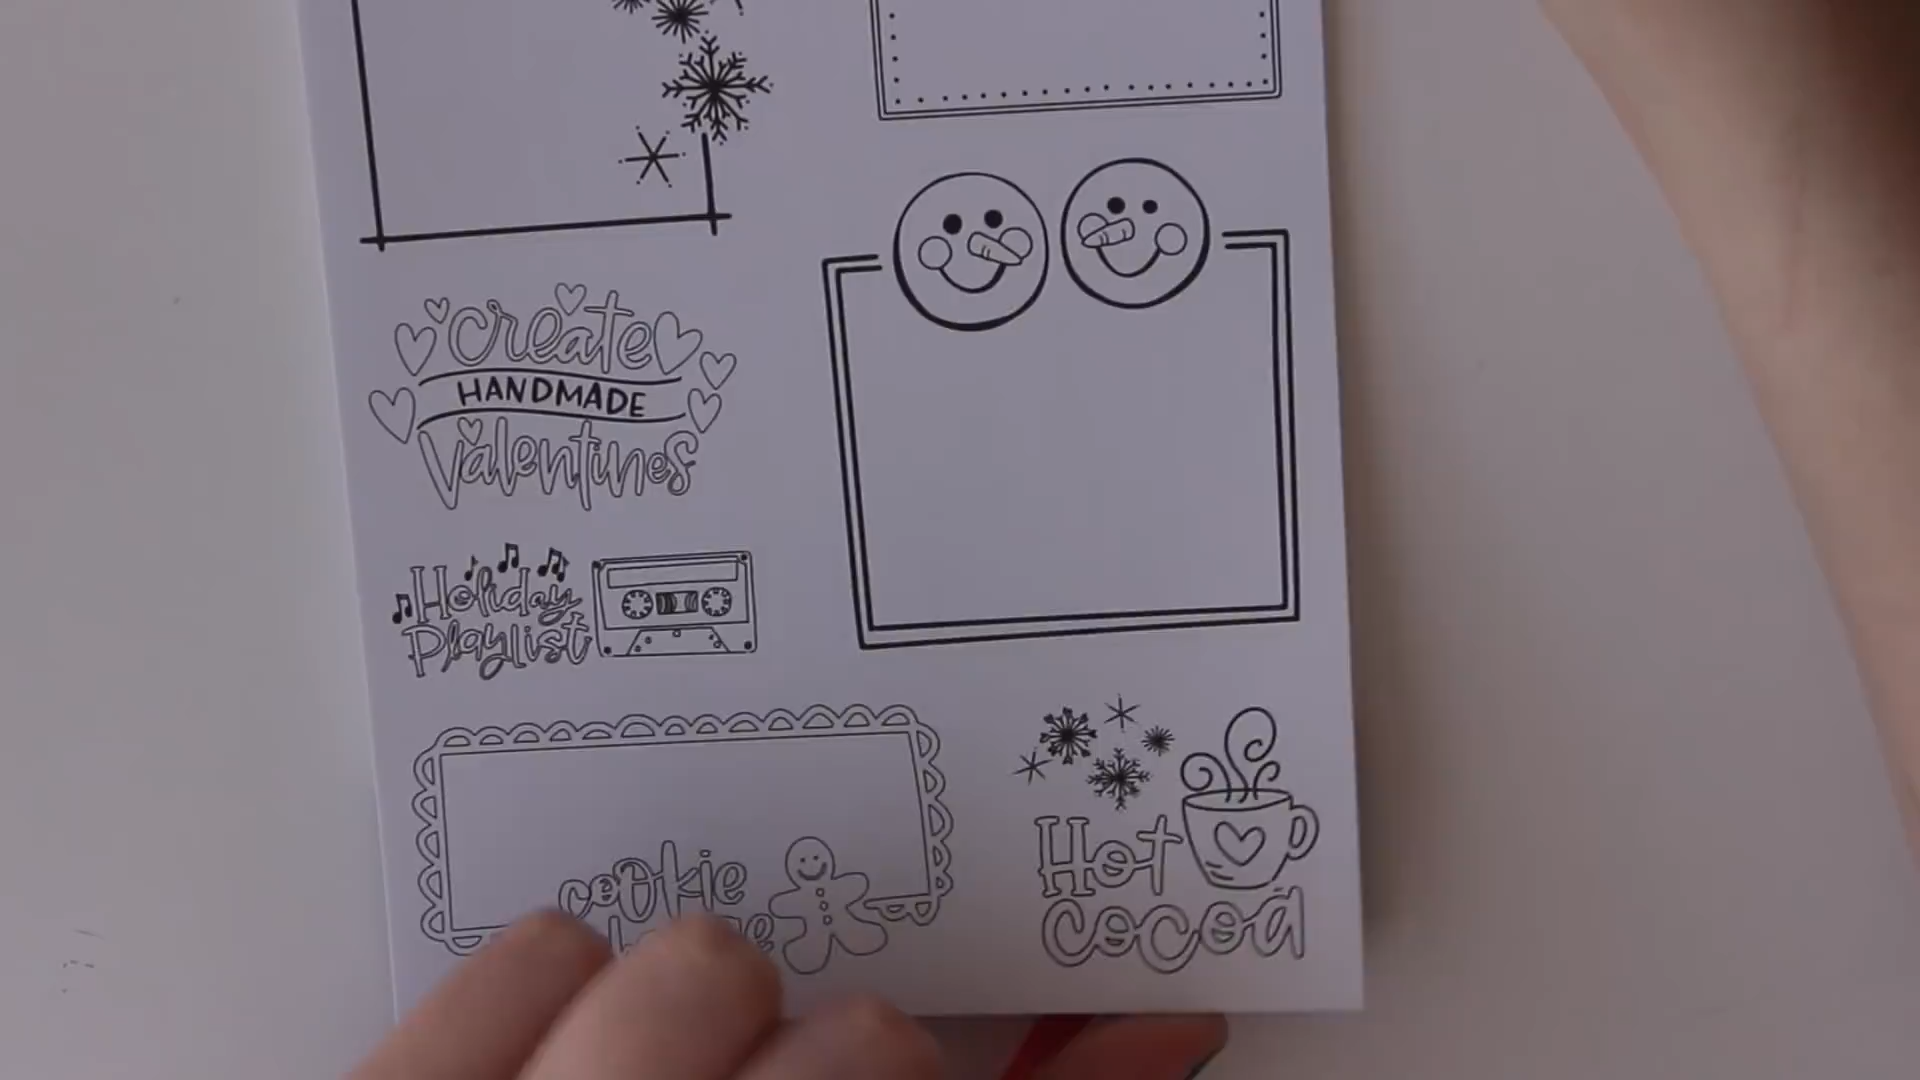 create
HANDMADE
Valentines
Holiday
Playlist
cookie
Hot
cocoa